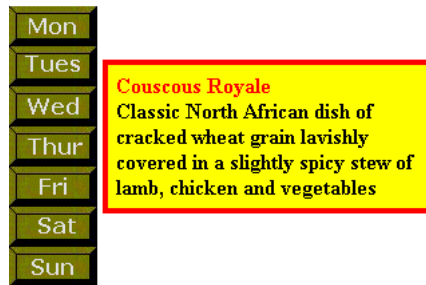 Mon
Tues
Wed
Thur
Fri
Sat
Sun
Couscous Royale
Classic North African dish of
cracked wheat grain lavishly
covered in a slightly spicy stew of
lamb, chicken and vegetables